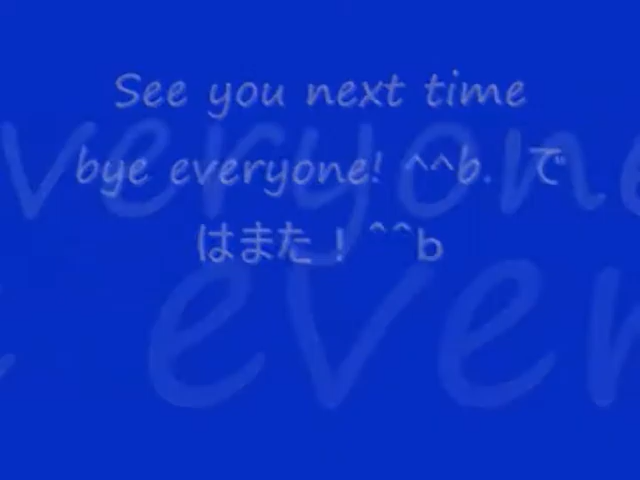 See you next time
bye everyone! ^^b. で
はまた！^^b